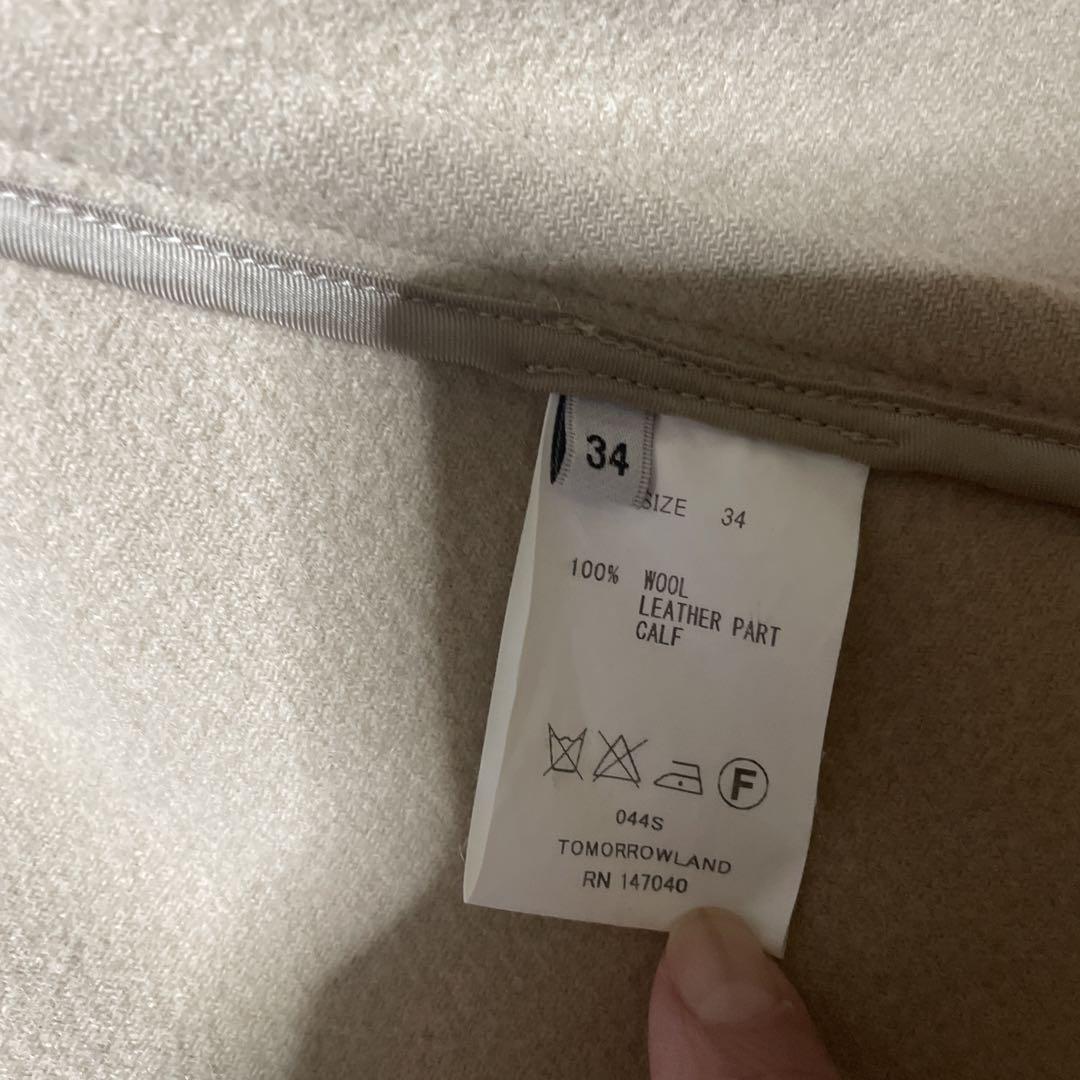 34
SIZE 34
100% WOOL
LEATHER PART
CALF
F
044S
TOMORROWLAND
RN 147040